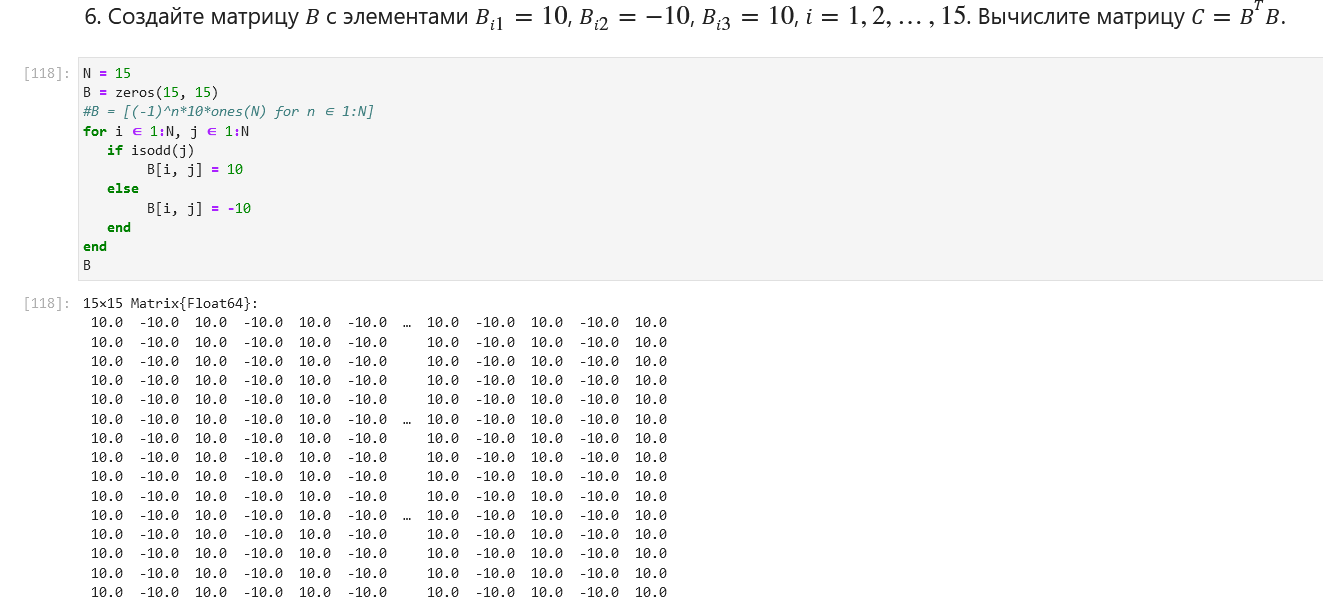 6. Создайте матрицу B с элементами B_{i1} = 10, B_{i2} = −10, B_{i3} = 10, i = 1, 2, … , 15. Вычислите матрицу C = B^T B.
[118]: N = 15
B = zeros(15, 15)
#B = [(-1)^n*10*ones(N) for n ∈ 1:N]
for i ∈ 1:N, j ∈ 1:N
   if isodd(j)
        B[i, j] = 10
   else
        B[i, j] = -10
   end
end
B
[118]: 15×15 Matrix{Float64}:
 10.0  -10.0  10.0  -10.0  10.0  -10.0  …  10.0  -10.0  10.0  -10.0  10.0
 10.0  -10.0  10.0  -10.0  10.0  -10.0     10.0  -10.0  10.0  -10.0  10.0
 10.0  -10.0  10.0  -10.0  10.0  -10.0     10.0  -10.0  10.0  -10.0  10.0
 10.0  -10.0  10.0  -10.0  10.0  -10.0     10.0  -10.0  10.0  -10.0  10.0
 10.0  -10.0  10.0  -10.0  10.0  -10.0     10.0  -10.0  10.0  -10.0  10.0
 10.0  -10.0  10.0  -10.0  10.0  -10.0  …  10.0  -10.0  10.0  -10.0  10.0
 10.0  -10.0  10.0  -10.0  10.0  -10.0     10.0  -10.0  10.0  -10.0  10.0
 10.0  -10.0  10.0  -10.0  10.0  -10.0     10.0  -10.0  10.0  -10.0  10.0
 10.0  -10.0  10.0  -10.0  10.0  -10.0     10.0  -10.0  10.0  -10.0  10.0
 10.0  -10.0  10.0  -10.0  10.0  -10.0     10.0  -10.0  10.0  -10.0  10.0
 10.0  -10.0  10.0  -10.0  10.0  -10.0  …  10.0  -10.0  10.0  -10.0  10.0
 10.0  -10.0  10.0  -10.0  10.0  -10.0     10.0  -10.0  10.0  -10.0  10.0
 10.0  -10.0  10.0  -10.0  10.0  -10.0     10.0  -10.0  10.0  -10.0  10.0
 10.0  -10.0  10.0  -10.0  10.0  -10.0     10.0  -10.0  10.0  -10.0  10.0
 10.0  -10.0  10.0  -10.0  10.0  -10.0     10.0  -10.0  10.0  -10.0  10.0